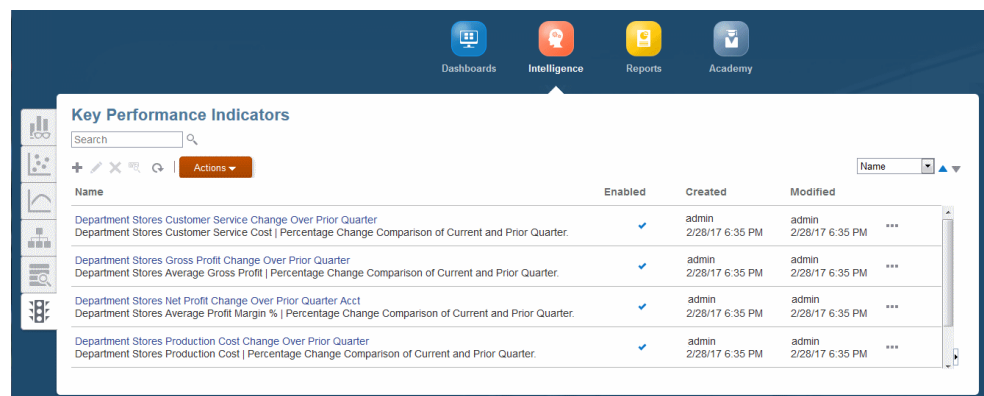 Dashboards Intelligence Reports Academy
Key Performance Indicators
Search
Actions Name
Name Enabled Created Modified
Department Stores Customer Service Change Over Prior Quarter admin admin
Department Stores Customer Service Cost | Percentage Change Comparison of Current and Prior Quarter. 2/28/17 6:35 PM 2/28/17 6:35 PM
Department Stores Gross Profit Change Over Prior Quarter admin admin
Department Stores Average Gross Profit | Percentage Change Comparison of Current and Prior Quarter. 2/28/17 6:35 PM 2/28/17 6:35 PM
Department Stores Net Profit Change Over Prior Quarter Acct admin admin
Department Stores Average Profit Margin % | Percentage Change Comparison of Current and Prior Quarter. 2/28/17 6:35 PM 2/28/17 6:35 PM
Department Stores Production Cost Change Over Prior Quarter admin admin
Department Stores Production Cost | Percentage Change Comparison of Current and Prior Quarter. 2/28/17 6:35 PM 2/28/17 6:35 PM